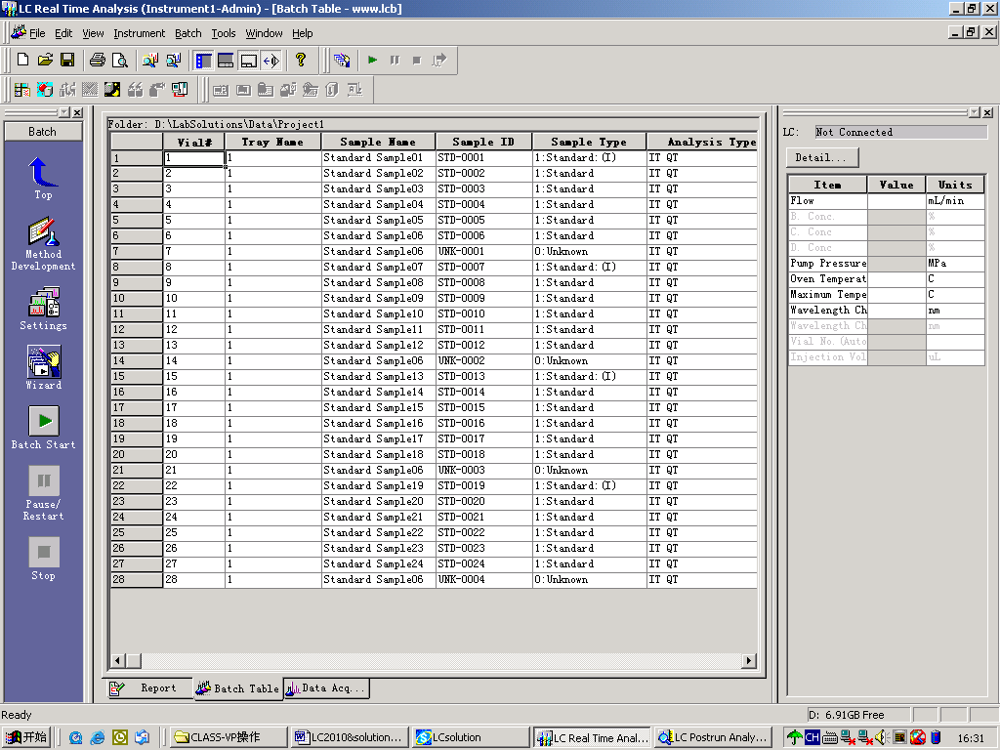 LC Real Time Analysis (Instrument1-Admin) - [Batch Table - www.lcb]
File Edit View Instrument Batch Tools Window Help
Batch
Top
Method
Development
Settings
Wizard
Batch Start
Pause/
Restart
Stop
Folder: D:\LabSolutions\Data\Project1
Vial# Tray Name Sample Name Sample ID Sample Type Analysis Type
1 1 1 Standard Sample01 STD-0001 1:Standard:(I) IT QT
2 2 1 Standard Sample02 STD-0002 1:Standard IT QT
3 3 1 Standard Sample03 STD-0003 1:Standard IT QT
4 4 1 Standard Sample04 STD-0004 1:Standard IT QT
5 5 1 Standard Sample05 STD-0005 1:Standard IT QT
6 6 1 Standard Sample06 STD-0006 1:Standard IT QT
7 7 1 Standard Sample06 UNK-0001 0:Unknown IT QT
8 8 1 Standard Sample07 STD-0007 1:Standard:(I) IT QT
9 9 1 Standard Sample08 STD-0008 1:Standard IT QT
10 10 1 Standard Sample09 STD-0009 1:Standard IT QT
11 11 1 Standard Sample10 STD-0010 1:Standard IT QT
12 12 1 Standard Sample11 STD-0011 1:Standard IT QT
13 13 1 Standard Sample12 STD-0012 1:Standard IT QT
14 14 1 Standard Sample06 UNK-0002 0:Unknown IT QT
15 15 1 Standard Sample13 STD-0013 1:Standard:(I) IT QT
16 16 1 Standard Sample14 STD-0014 1:Standard IT QT
17 17 1 Standard Sample15 STD-0015 1:Standard IT QT
18 18 1 Standard Sample16 STD-0016 1:Standard IT QT
19 19 1 Standard Sample17 STD-0017 1:Standard IT QT
20 20 1 Standard Sample18 STD-0018 1:Standard IT QT
21 21 1 Standard Sample06 UNK-0003 0:Unknown IT QT
22 22 1 Standard Sample19 STD-0019 1:Standard:(I) IT QT
23 23 1 Standard Sample20 STD-0020 1:Standard IT QT
24 24 1 Standard Sample21 STD-0021 1:Standard IT QT
25 25 1 Standard Sample22 STD-0022 1:Standard IT QT
26 26 1 Standard Sample23 STD-0023 1:Standard IT QT
27 27 1 Standard Sample24 STD-0024 1:Standard IT QT
28 28 1 Standard Sample06 UNK-0004 0:Unknown IT QT
Report Batch Table Data Acq...
LC: Not Connected
Detail...
Item Value Units
Flow mL/min
B. Conc. %
C. Conc %
D. Conc %
Pump Pressure MPa
Oven Temperat C
Maximum Tempe C
Wavelength Ch nm
Wavelength Ch nm
Vial No. (Auto
Injection Vol uL
Ready D: 6.91GB Free
开始 CLASS-VP操作 LC2010&solution... LCsolution LC Real Time Anal... LC Postrun Analy... CH 16:31